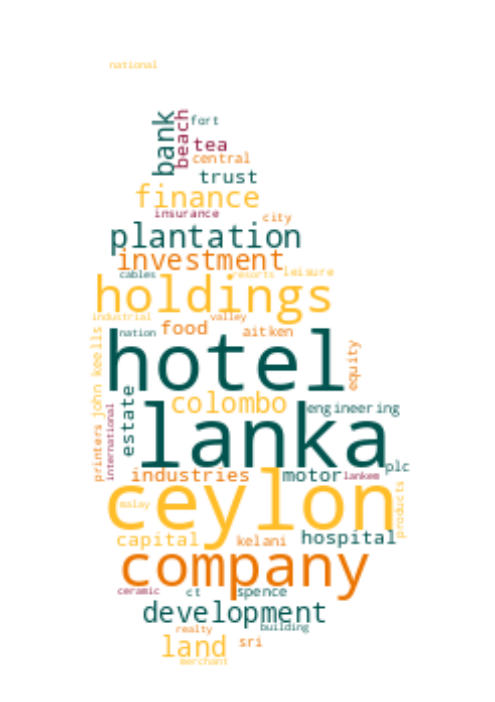 national
fort
bank
beach
tea
central
trust
finance
insurance
city
plantation
investment
cables
resorts
leisure
holdings
industrial
valley
nation
food
aitken
hotel
john keells
equity
colombo
engineering
estate
lanka
international
printers
plc
industries
motor
lankem
ceylon
products
malay
hospital
capital
kelani
company
ceramic
ct
spence
development
building
realty
land
sri
merchant